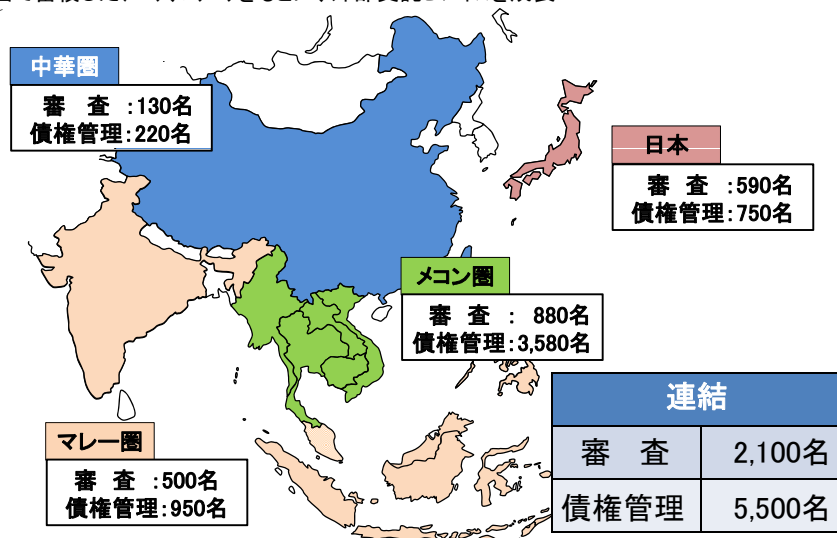 中華圏
審 査 :130名
債権管理:220名
日本
審 査 :590名
債権管理:750名
メコン圏
審 査 : 880名
債権管理:3,580名
マレー圏
審 査 :500名
債権管理:950名
連結
審 査 2,100名
債権管理 5,500名